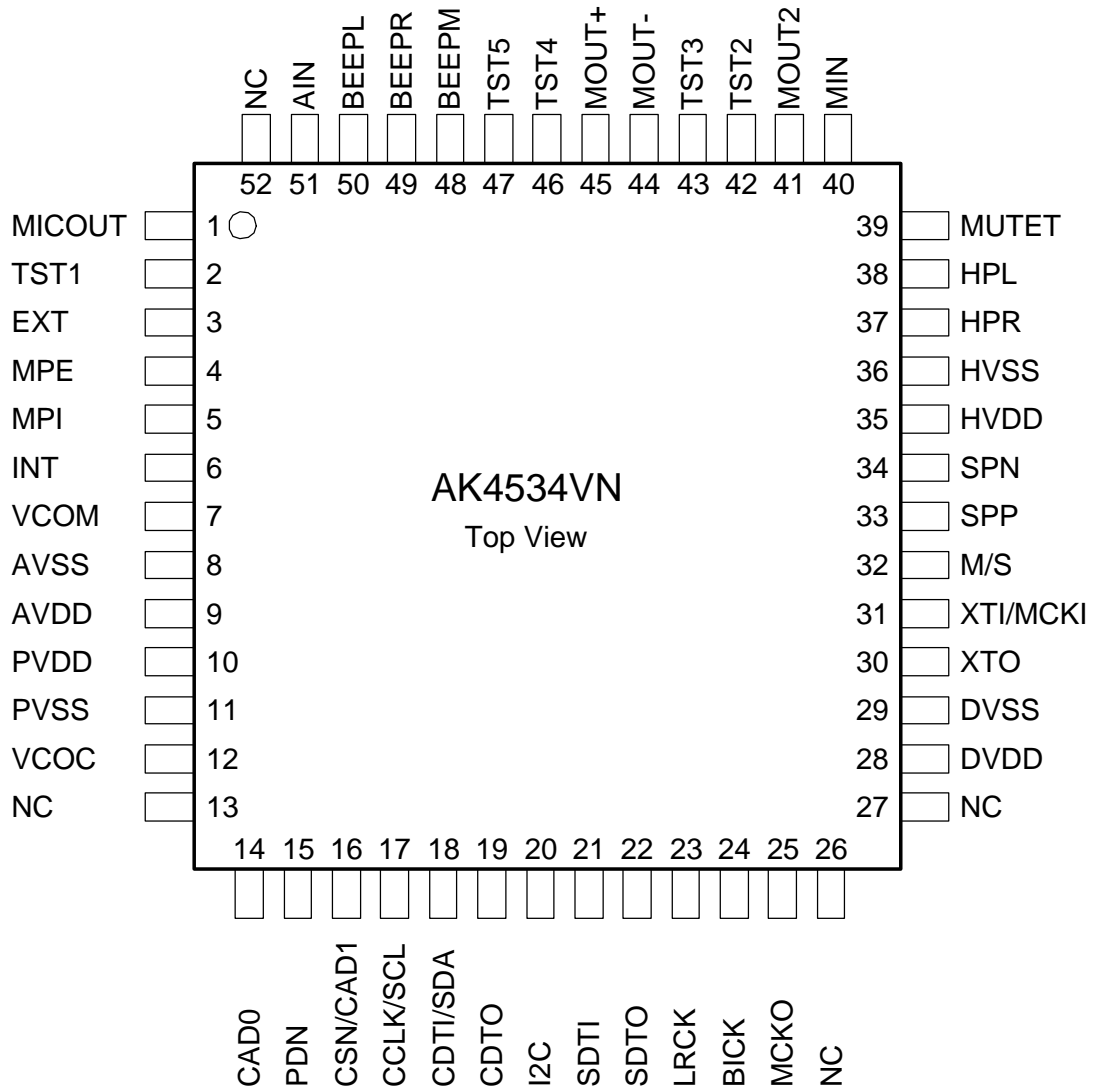 NC
AIN
BEEPL
BEEPR
BEEPM
TST5
TST4
MOUT+
MOUT-
TST3
TST2
MOUT2
MIN
52 51 50 49 48 47 46 45 44 43 42 41 40
MICOUT 1 39 MUTET
TST1 2 38 HPL
EXT 3 37 HPR
MPE 4 36 HVSS
MPI 5 35 HVDD
INT 6 34 SPN
VCOM 7 33 SPP
AVSS 8 32 M/S
AVDD 9 31 XTI/MCKI
PVDD 10 30 XTO
PVSS 11 29 DVSS
VCOC 12 28 DVDD
NC 13 27 NC
AK4534VN
Top View
14 15 16 17 18 19 20 21 22 23 24 25 26
CAD0
PDN
CSN/CAD1
CCLK/SCL
CDTI/SDA
CDTO
I2C
SDTI
SDTO
LRCK
BICK
MCKO
NC